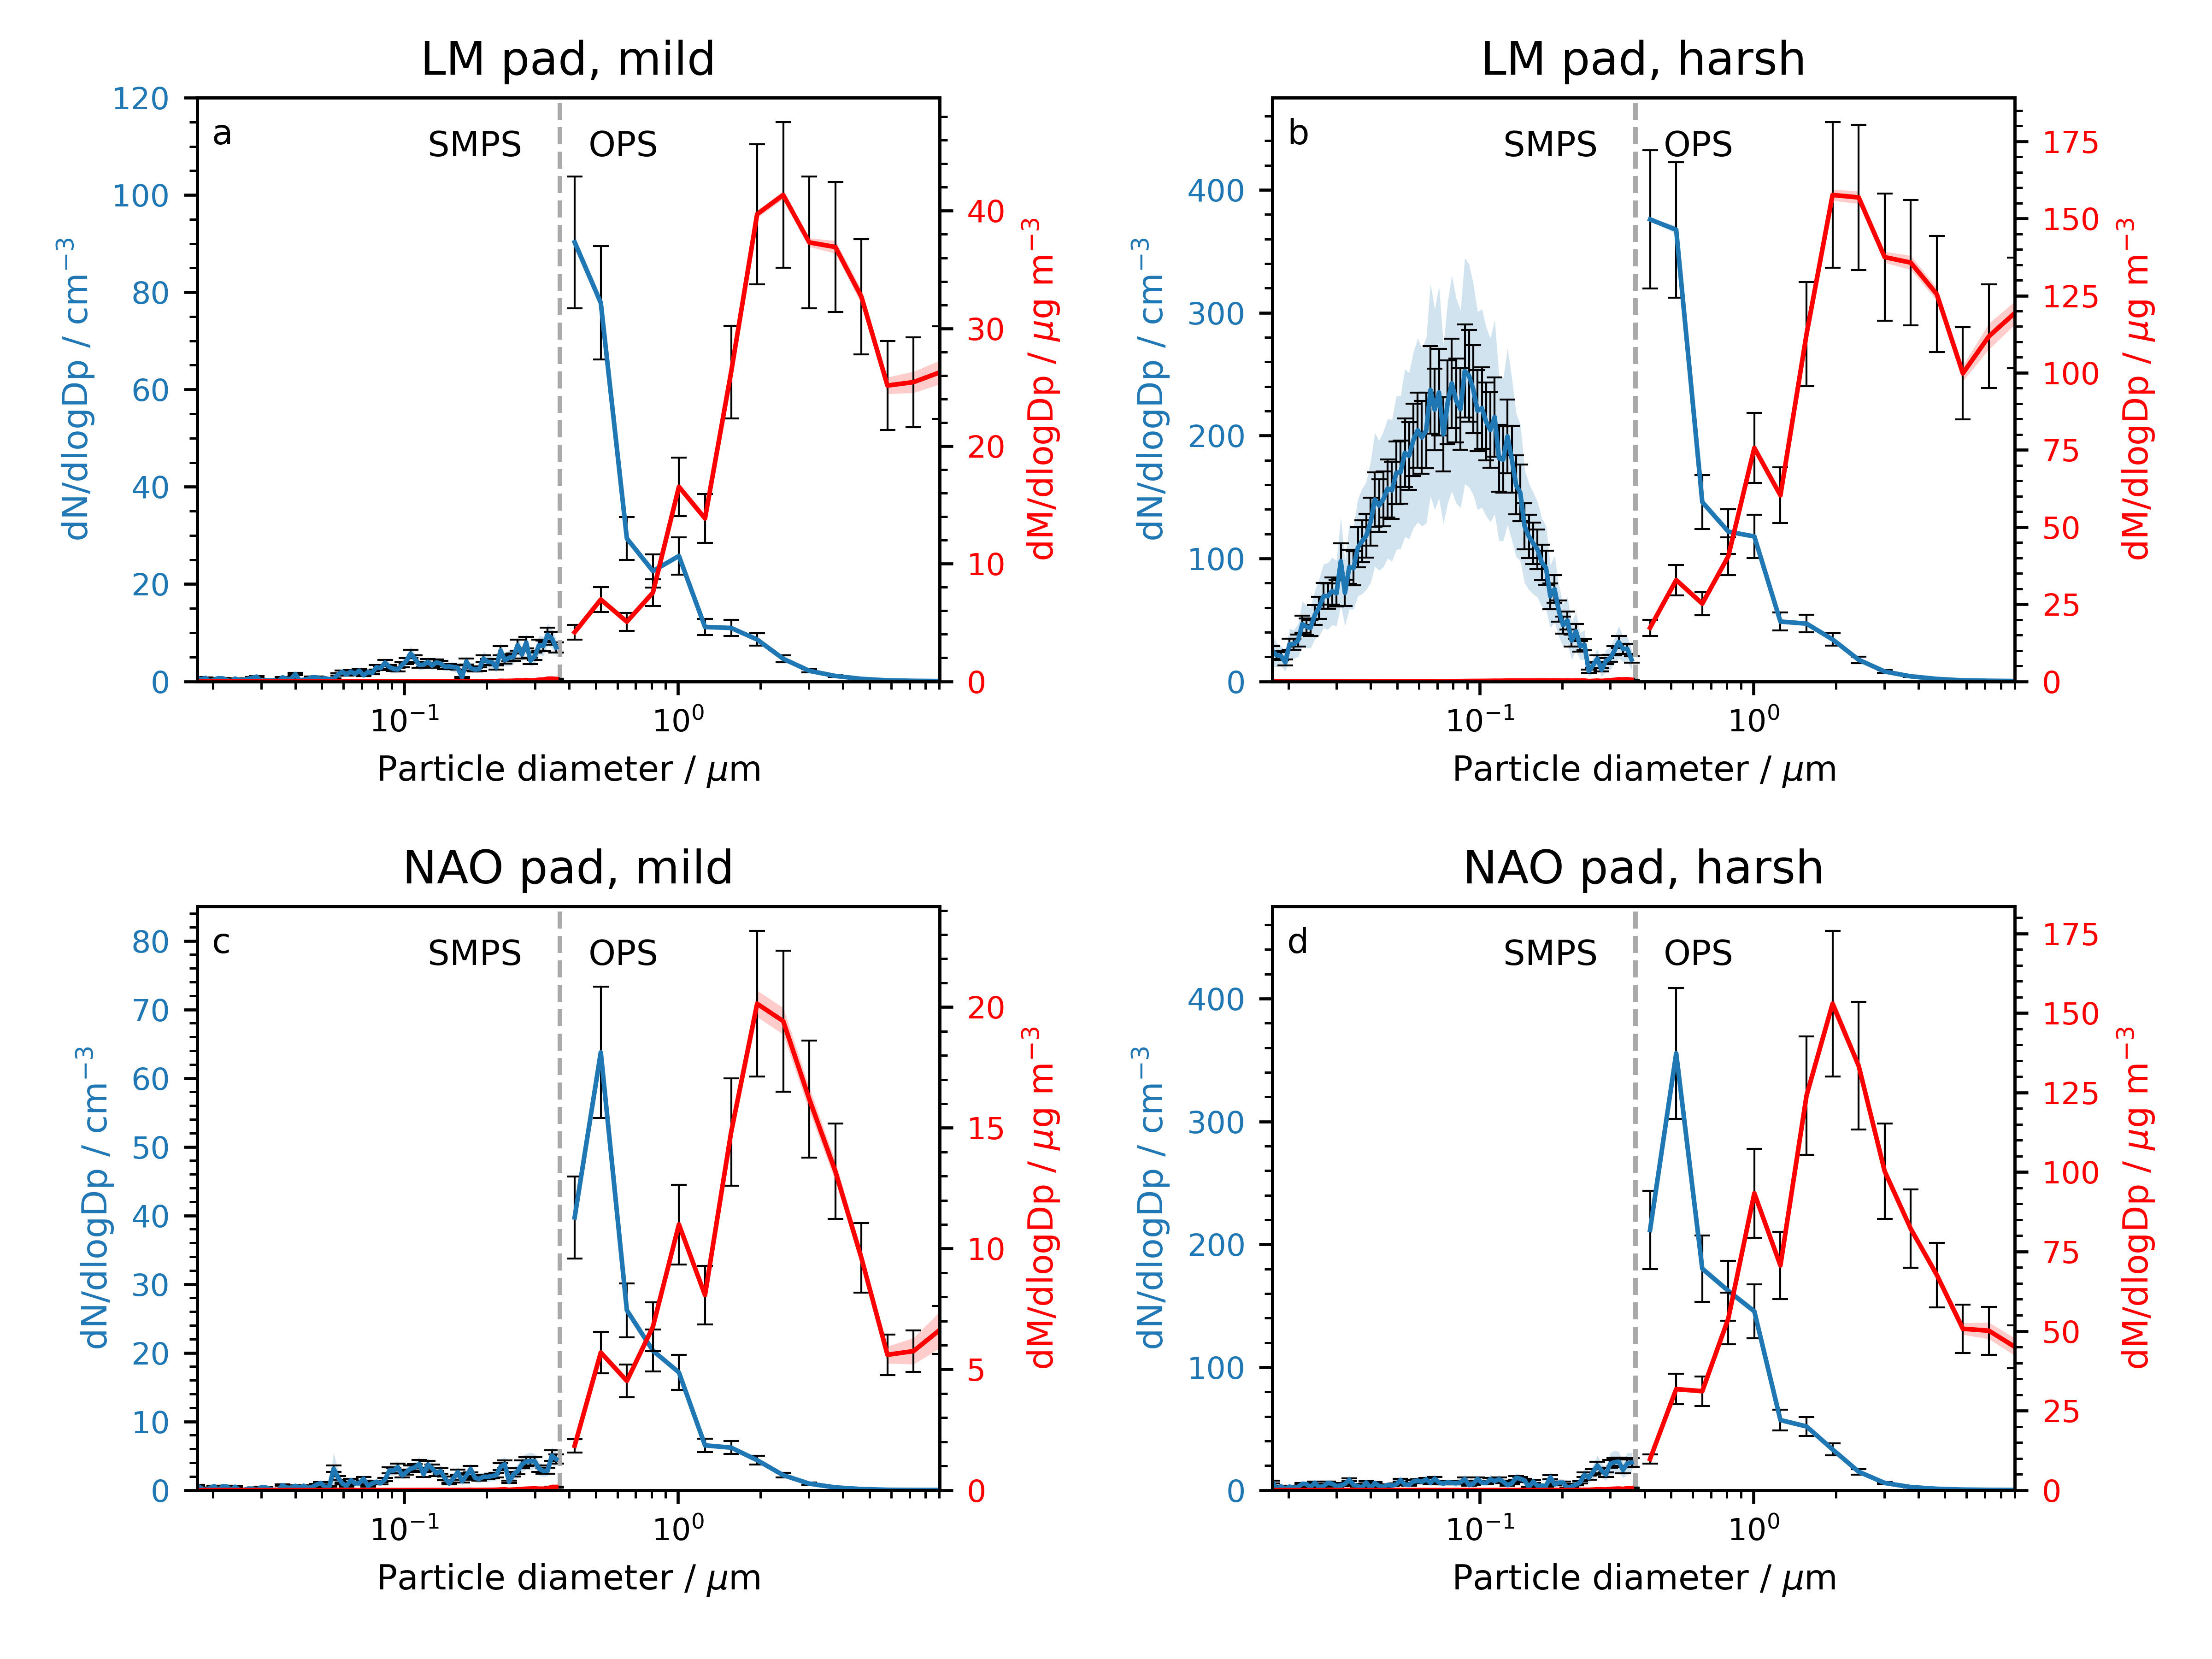 LM pad, mild
a
SMPS
OPS
120
100
80
60
40
20
0
dN/dlogDp / cm⁻³
40
30
20
10
0
dM/dlogDp / µg m⁻³
10⁻¹
10⁰
Particle diameter / µm
LM pad, harsh
b
SMPS
OPS
400
300
200
100
0
dN/dlogDp / cm⁻³
175
150
125
100
75
50
25
0
dM/dlogDp / µg m⁻³
10⁻¹
10⁰
Particle diameter / µm
NAO pad, mild
c
SMPS
OPS
80
70
60
50
40
30
20
10
0
dN/dlogDp / cm⁻³
20
15
10
5
0
dM/dlogDp / µg m⁻³
10⁻¹
10⁰
Particle diameter / µm
NAO pad, harsh
d
SMPS
OPS
400
300
200
100
0
dN/dlogDp / cm⁻³
175
150
125
100
75
50
25
0
dM/dlogDp / µg m⁻³
10⁻¹
10⁰
Particle diameter / µm